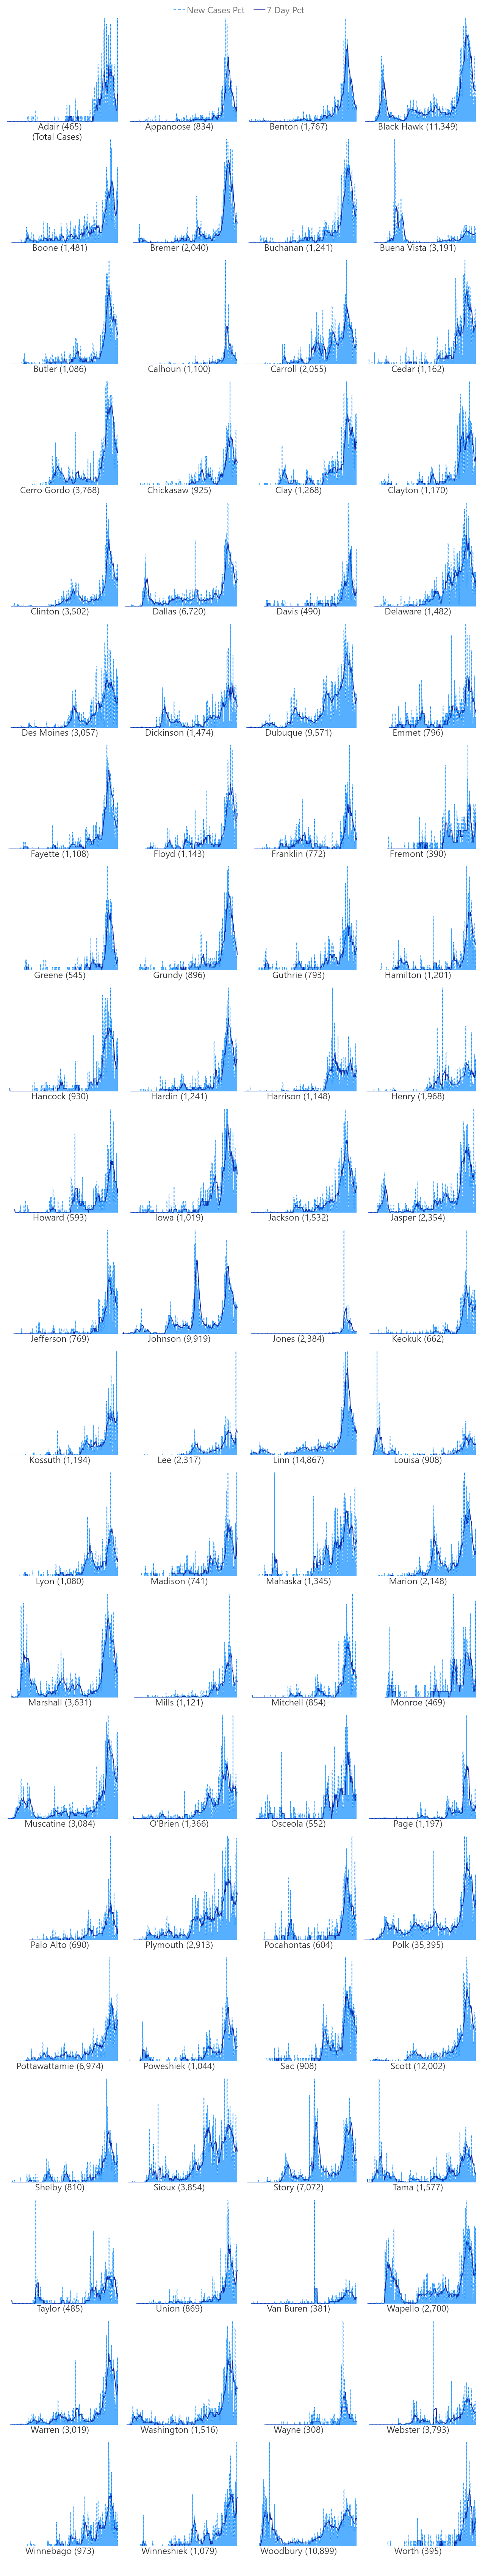 New Cases Pct 7 Day Pct
Adair (465) Appanoose (834) Benton (1,767) Black Hawk (11,349)
(Total Cases)
Boone (1,481) Bremer (2,040) Buchanan (1,241) Buena Vista (3,191)
Butler (1,086) Calhoun (1,100) Carroll (2,055) Cedar (1,162)
Cerro Gordo (3,768) Chickasaw (925) Clay (1,268) Clayton (1,170)
Clinton (3,502) Dallas (6,720) Davis (490) Delaware (1,482)
Des Moines (3,057) Dickinson (1,474) Dubuque (9,571) Emmet (796)
Fayette (1,108) Floyd (1,143) Franklin (772) Fremont (390)
Greene (545) Grundy (896) Guthrie (793) Hamilton (1,201)
Hancock (930) Hardin (1,241) Harrison (1,148) Henry (1,968)
Howard (593) Iowa (1,019) Jackson (1,532) Jasper (2,354)
Jefferson (769) Johnson (9,919) Jones (2,384) Keokuk (662)
Kossuth (1,194) Lee (2,317) Linn (14,867) Louisa (908)
Lyon (1,080) Madison (741) Mahaska (1,345) Marion (2,148)
Marshall (3,631) Mills (1,121) Mitchell (854) Monroe (469)
Muscatine (3,084) O'Brien (1,366) Osceola (552) Page (1,197)
Palo Alto (690) Plymouth (2,913) Pocahontas (604) Polk (35,395)
Pottawattamie (6,974) Poweshiek (1,044) Sac (908) Scott (12,002)
Shelby (810) Sioux (3,854) Story (7,072) Tama (1,577)
Taylor (485) Union (869) Van Buren (381) Wapello (2,700)
Warren (3,019) Washington (1,516) Wayne (308) Webster (3,793)
Winnebago (973) Winneshiek (1,079) Woodbury (10,899) Worth (395)